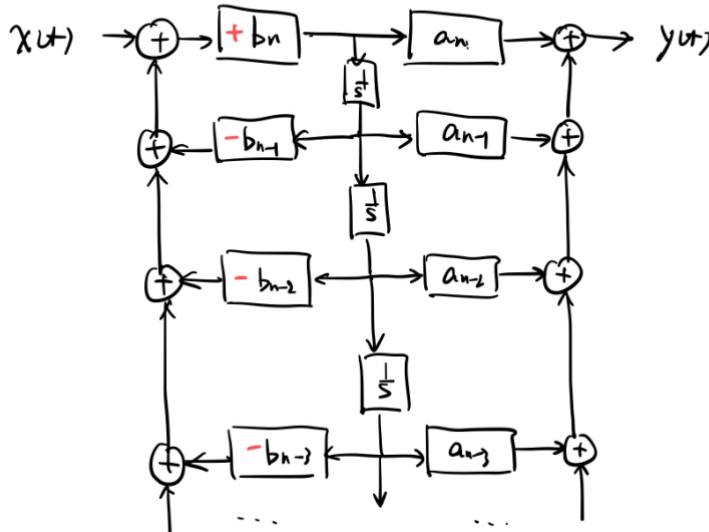 x(t) + + bn an + y(t)
1/s
+ - bn-1 an-1 +
1/s
+ - bn-2 an-2 +
1/s
+ - bn-3 an-3 +
... ...